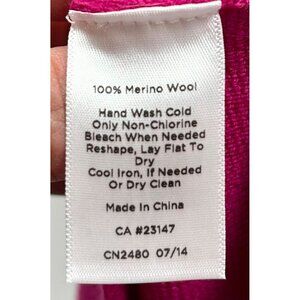 100% Merino Wool
Hand Wash Cold
Only Non-Chlorine
Bleach When Needed
Reshape, Lay Flat To
Dry
Cool Iron, If Needed
Or Dry Clean
Made in China
CA #23147
CN2480 07/14